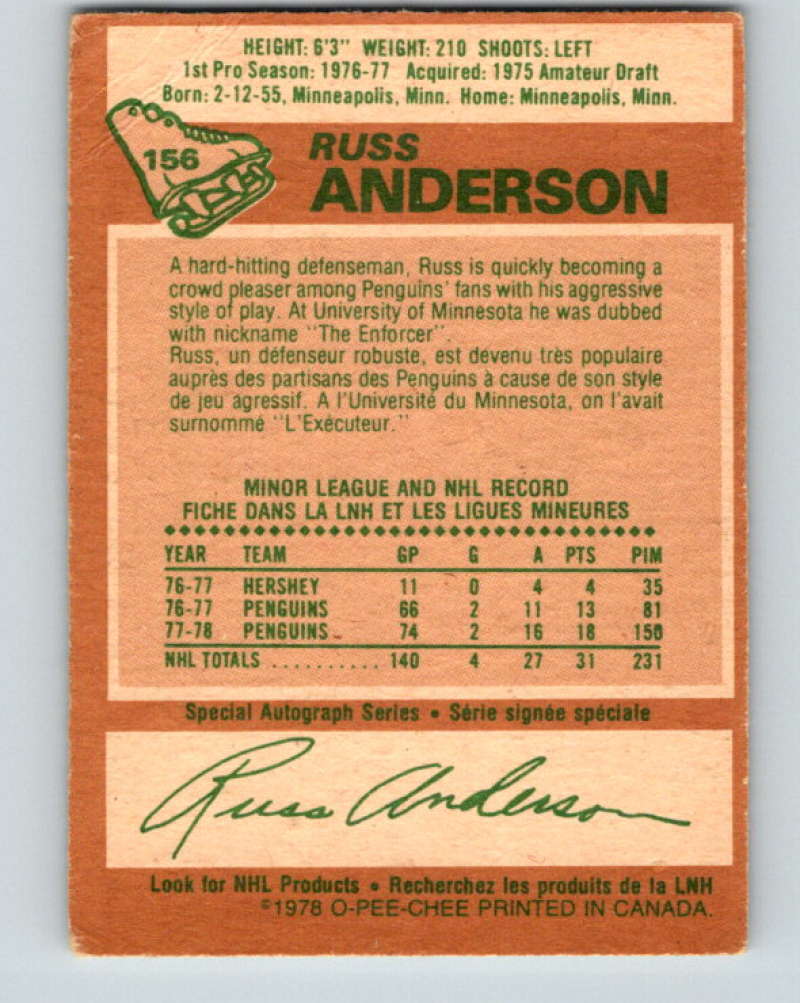 HEIGHT: 6'3" WEIGHT: 210 SHOOTS: LEFT
1st Pro Season: 1976-77 Acquired: 1975 Amateur Draft
Born: 2-12-55, Minneapolis, Minn. Home: Minneapolis, Minn.
156
RUSS
ANDERSON
A hard-hitting defenseman, Russ is quickly becoming a
crowd pleaser among Penguins' fans with his aggressive
style of play. At University of Minnesota he was dubbed
with nickname "The Enforcer".
Russ, un défenseur robuste, est devenu très populaire
auprès des partisans des Penguins à cause de son style
de jeu agressif. A l'Université du Minnesota, on l'avait
surnommé "L'Exécuteur."
MINOR LEAGUE AND NHL RECORD
FICHE DANS LA LNH ET LES LIGUES MINEURES
YEAR TEAM GP G A PTS PIM
76-77 HERSHEY 11 0 4 4 35
76-77 PENGUINS 66 2 11 13 81
77-78 PENGUINS 74 2 16 18 150
NHL TOTALS .......... 140 4 27 31 231
Special Autograph Series • Série signée spéciale
Russ Anderson
Look for NHL Products • Recherchez les produits de la LNH
©1978 O-PEE-CHEE PRINTED IN CANADA.